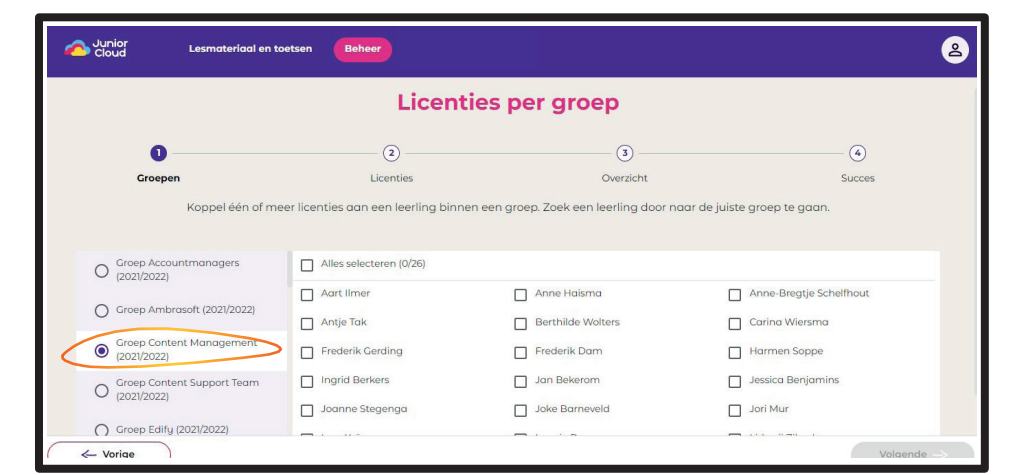 Junior Cloud
Lesmateriaal en toetsen
Beheer
Licenties per groep
1
2
3
4
Groepen
Licenties
Overzicht
Succes
Koppel één of meer licenties aan een leerling binnen een groep. Zoek een leerling door naar de juiste groep te gaan.
Groep Accountmanagers
(2021/2022)
Groep Ambrasoft (2021/2022)
Groep Content Management
(2021/2022)
Groep Content Support Team
(2021/2022)
Groep Edify (2021/2022)
Alles selecteren (0/26)
Aart Ilmer
Anne Haisma
Anne-Bregtje Schelfhout
Antje Tak
Berthilde Wolters
Carina Wiersma
Frederik Gerding
Frederik Dam
Harmen Soppe
Ingrid Berkers
Jan Bekerom
Jessica Benjamins
Joanne Stegenga
Joke Barneveld
Jori Mur
← Vorige
Volgende →